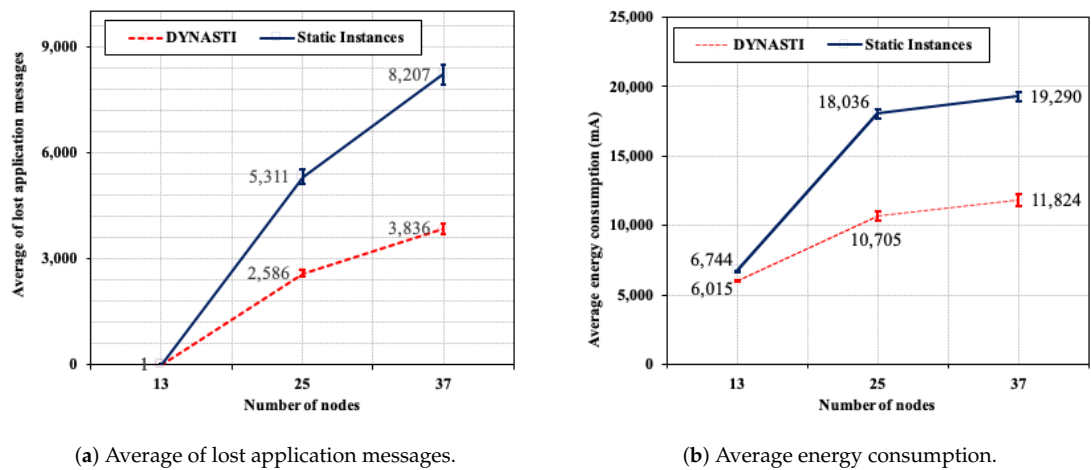 DYNASTI
Static Instances
Average of lost application messages
9,000
6,000
3,000
0
8,207
5,311
3,836
2,586
1
13
25
37
Number of nodes
(a) Average of lost application messages.
DYNASTI
Static Instances
Average energy consumption (mA)
25,000
20,000
15,000
10,000
5,000
0
18,036
19,290
11,824
10,705
6,744
6,015
13
25
37
Number of nodes
(b) Average energy consumption.